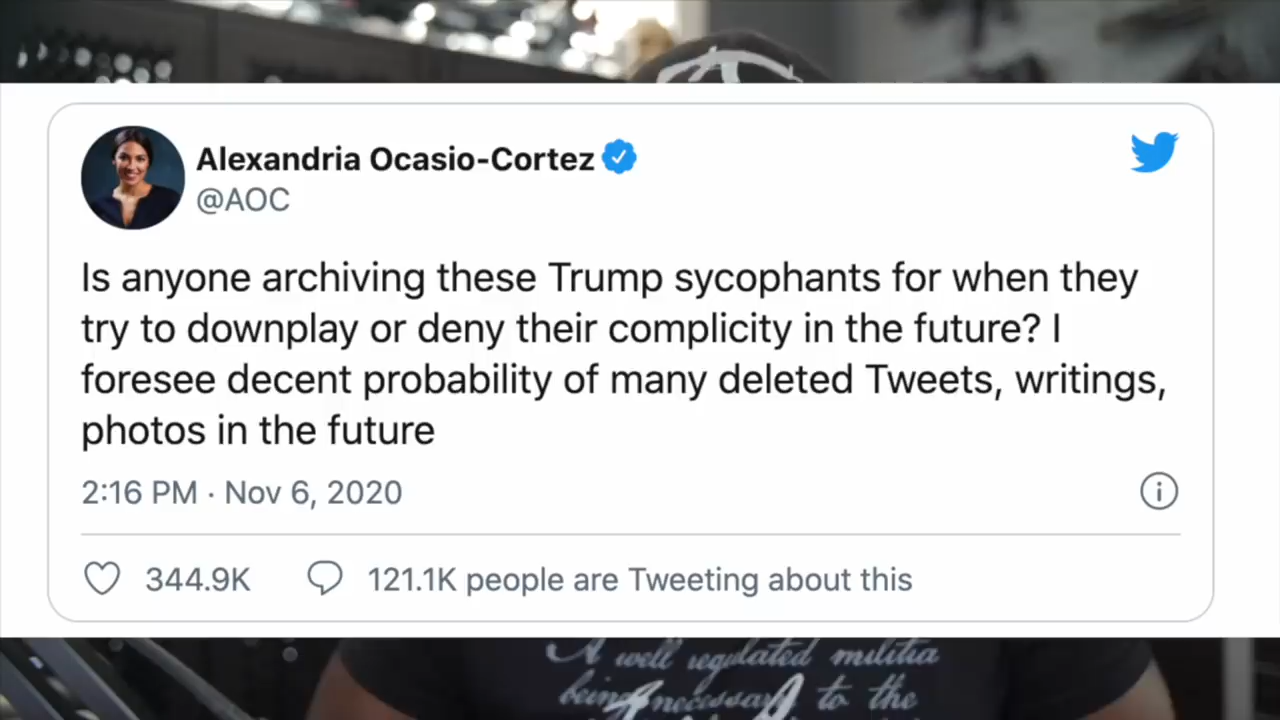 Alexandria Ocasio-Cortez
@AOC
Is anyone archiving these Trump sycophants for when they
try to downplay or deny their complicity in the future? I
foresee decent probability of many deleted Tweets, writings,
photos in the future
2:16 PM · Nov 6, 2020
344.9K
121.1K people are Tweeting about this
A well regulated militia
being necessary to the